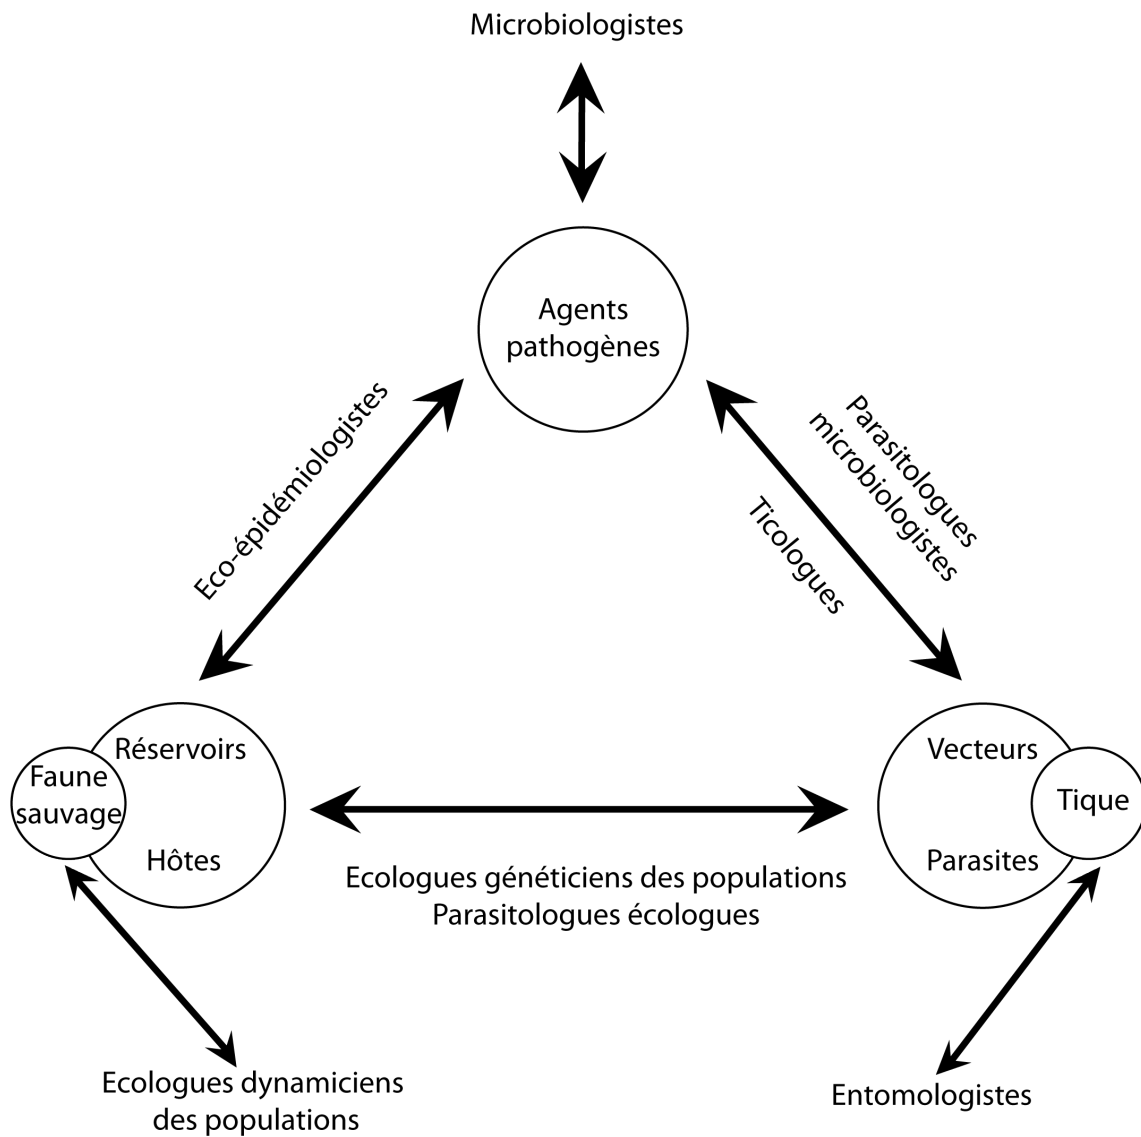 Microbiologistes
Agents
pathogènes
Eco-épidémiologistes
Parasitologues
microbiologistes
Ticologues
Réservoirs
Hôtes
Faune
sauvage
Vecteurs
Parasites
Tique
Ecologues généticiens des populations
Parasitologues écologues
Ecologues dynamiciens
des populations
Entomologistes